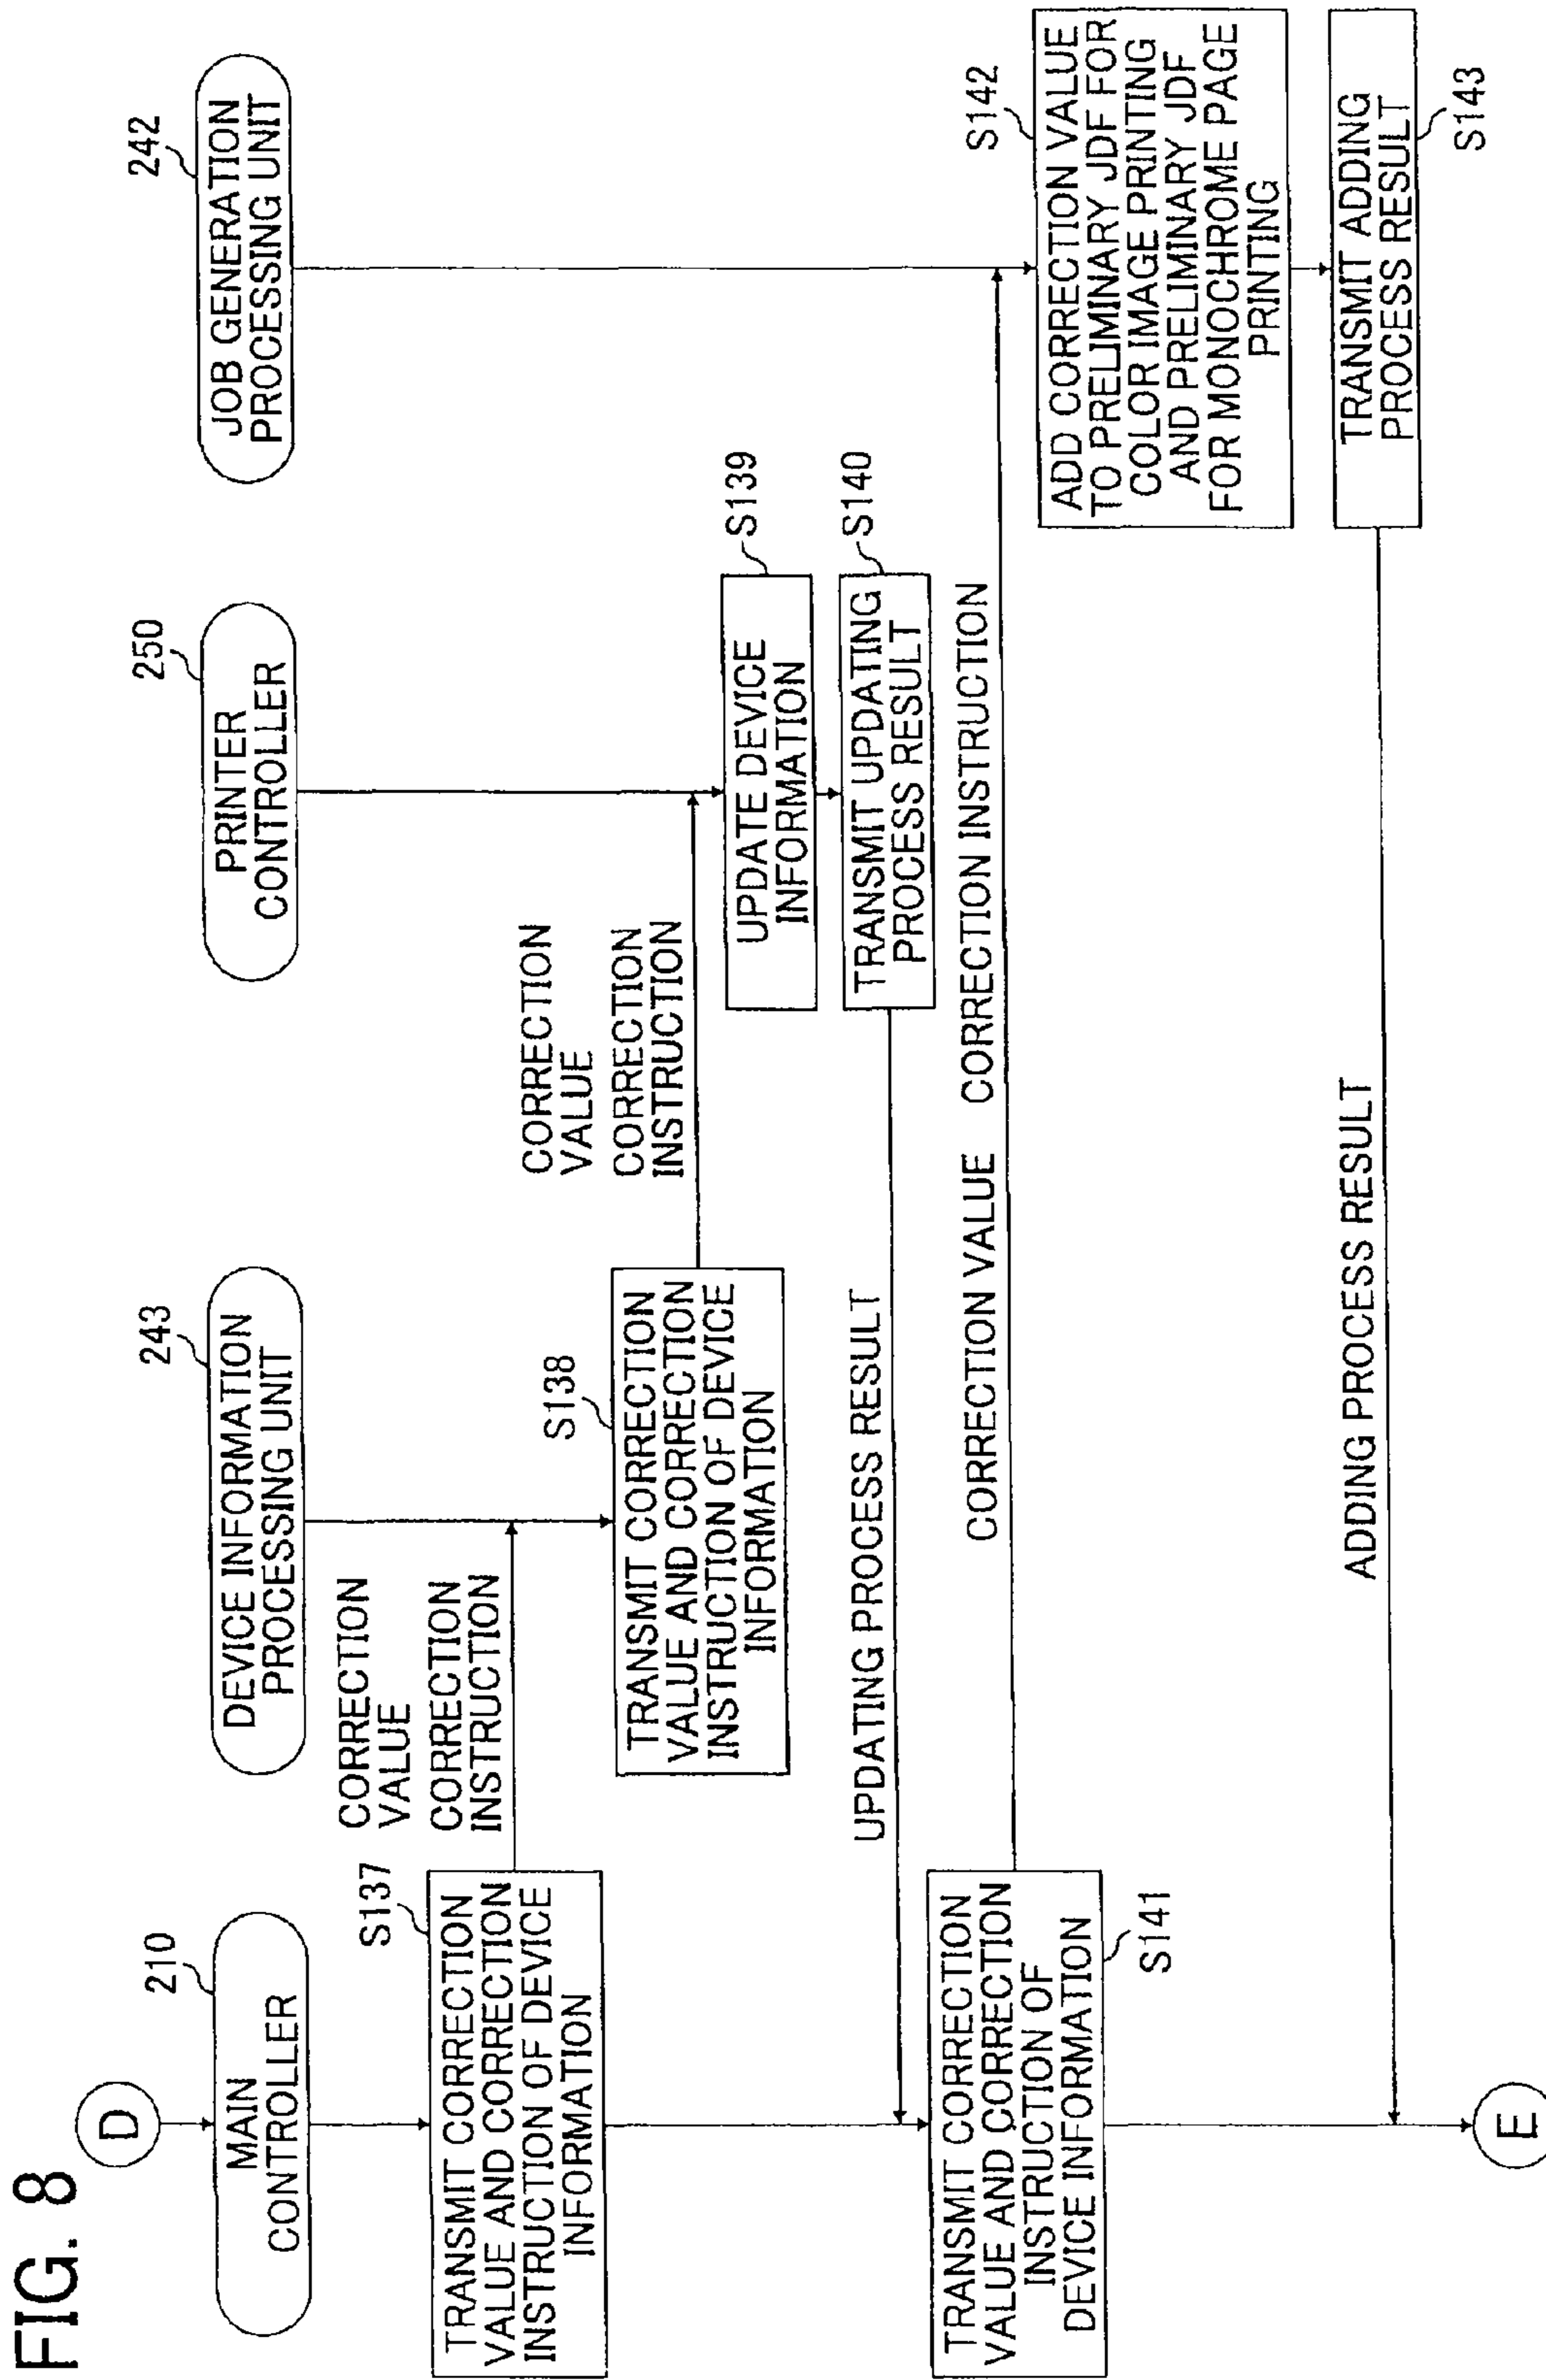 FIG. 8
D
210
MAIN
CONTROLLER
243
DEVICE INFORMATION
PROCESSING UNIT
250
PRINTER
CONTROLLER
242
JOB GENERATION
PROCESSING UNIT
S137
TRANSMIT CORRECTION
VALUE AND CORRECTION
INSTRUCTION OF DEVICE
INFORMATION
CORRECTION
VALUE
CORRECTION
INSTRUCTION
S138
TRANSMIT CORRECTION
VALUE AND CORRECTION
INSTRUCTION OF DEVICE
INFORMATION
CORRECTION
VALUE
CORRECTION
INSTRUCTION
S139
UPDATE DEVICE
INFORMATION
S140
TRANSMIT UPDATING
PROCESS RESULT
UPDATING PROCESS RESULT
S141
TRANSMIT CORRECTION
VALUE AND CORRECTION
INSTRUCTION OF
DEVICE INFORMATION
CORRECTION VALUE CORRECTION INSTRUCTION
S142
ADD CORRECTION VALUE
TO PRELIMINARY JDF FOR
COLOR IMAGE PRINTING
AND PRELIMINARY JDF
FOR MONOCHROME PAGE
PRINTING
TRANSMIT ADDING
PROCESS RESULT
S143
ADDING PROCESS RESULT
E